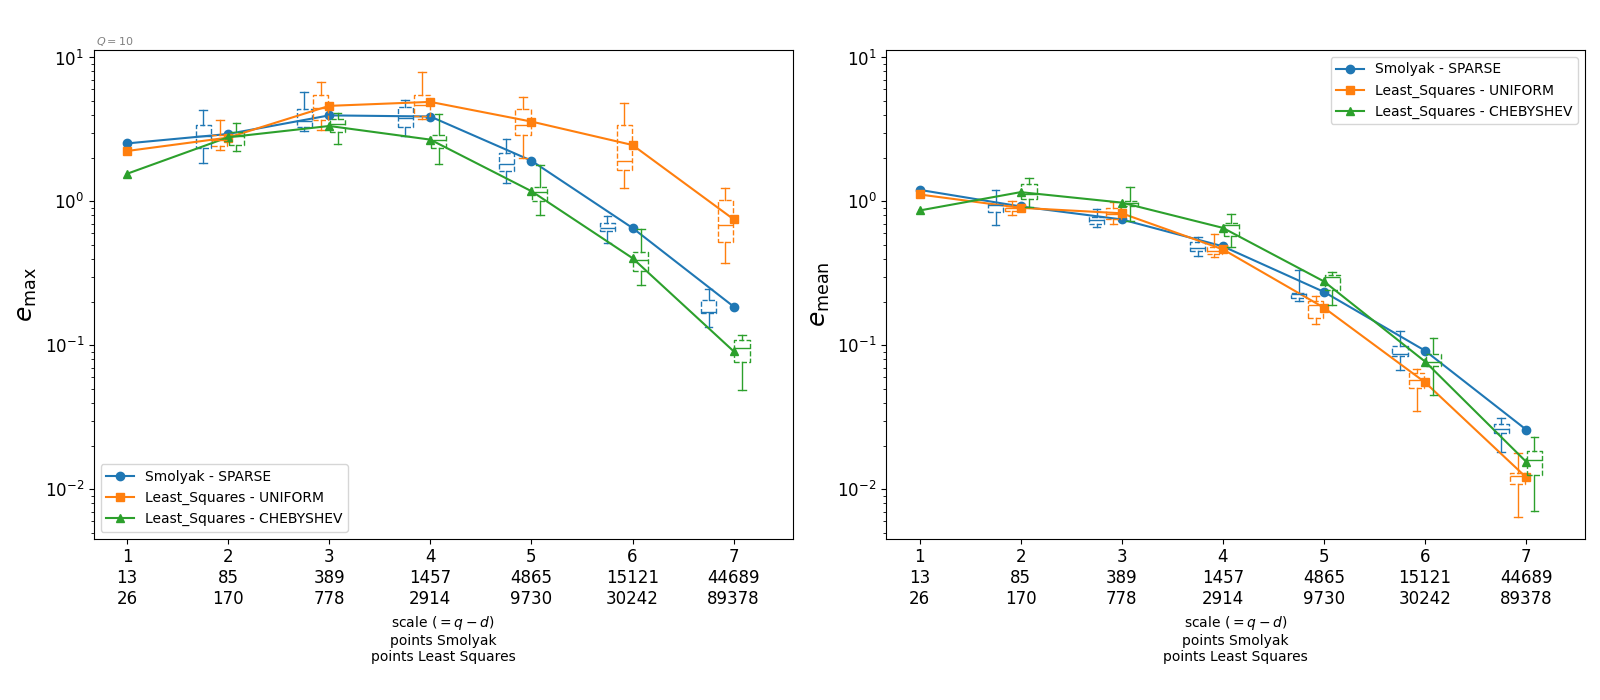 Q = 10
10^1
10^0
10^-1
10^-2
e_max
Smolyak - SPARSE
Least_Squares - UNIFORM
Least_Squares - CHEBYSHEV
1 2 3 4 5 6 7
13 85 389 1457 4865 15121 44689
26 170 778 2914 9730 30242 89378
scale (= q − d)
points Smolyak
points Least Squares
10^1
10^0
10^-1
10^-2
e_mean
Smolyak - SPARSE
Least_Squares - UNIFORM
Least_Squares - CHEBYSHEV
1 2 3 4 5 6 7
13 85 389 1457 4865 15121 44689
26 170 778 2914 9730 30242 89378
scale (= q − d)
points Smolyak
points Least Squares